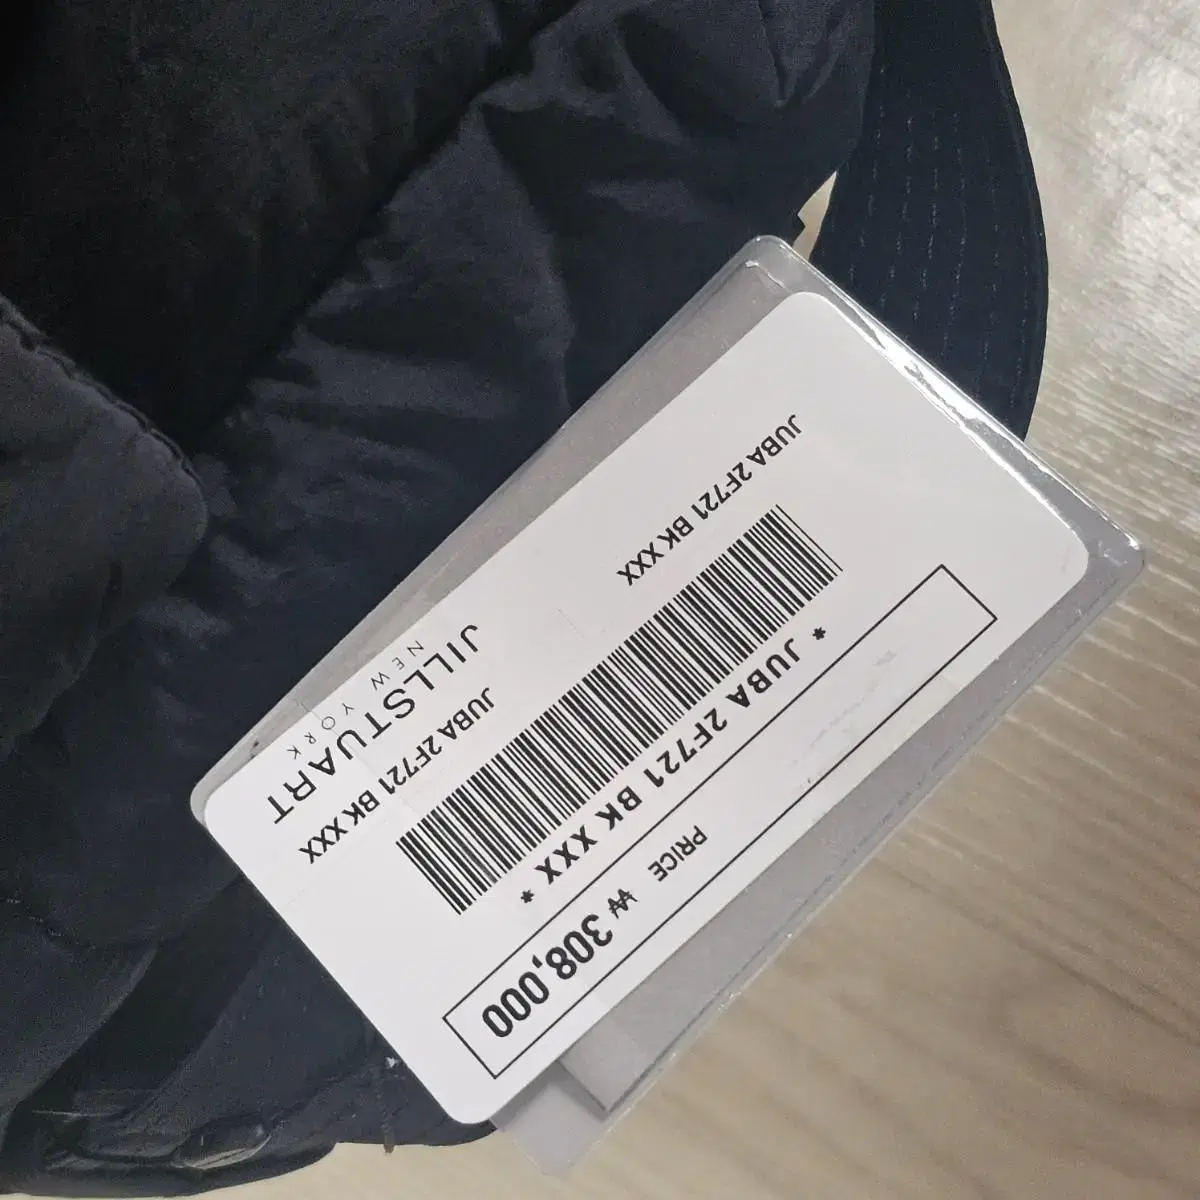 JILLSTUART
NEW YORK
JUBA 2F721 BK XXX
JUBA 2F721 BK XXX
* JUBA 2F721 BK XXX *
PRICE ₩ 308,000